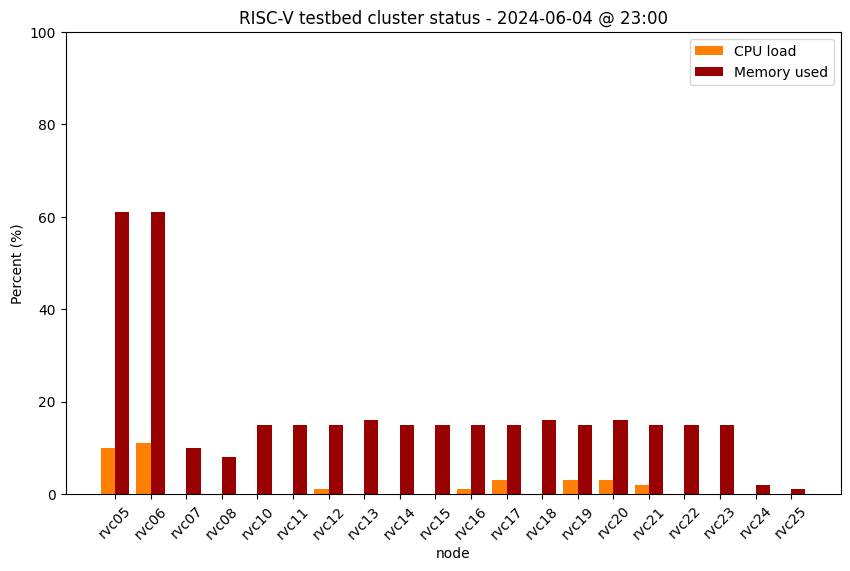 RISC-V testbed cluster status - 2024-06-04 @ 23:00
CPU load
Memory used
Percent (%)
100
80
60
40
20
0
rvc05 rvc06 rvc07 rvc08 rvc10 rvc11 rvc12 rvc13 rvc14 rvc15 rvc16 rvc17 rvc18 rvc19 rvc20 rvc21 rvc22 rvc23 rvc24 rvc25
node